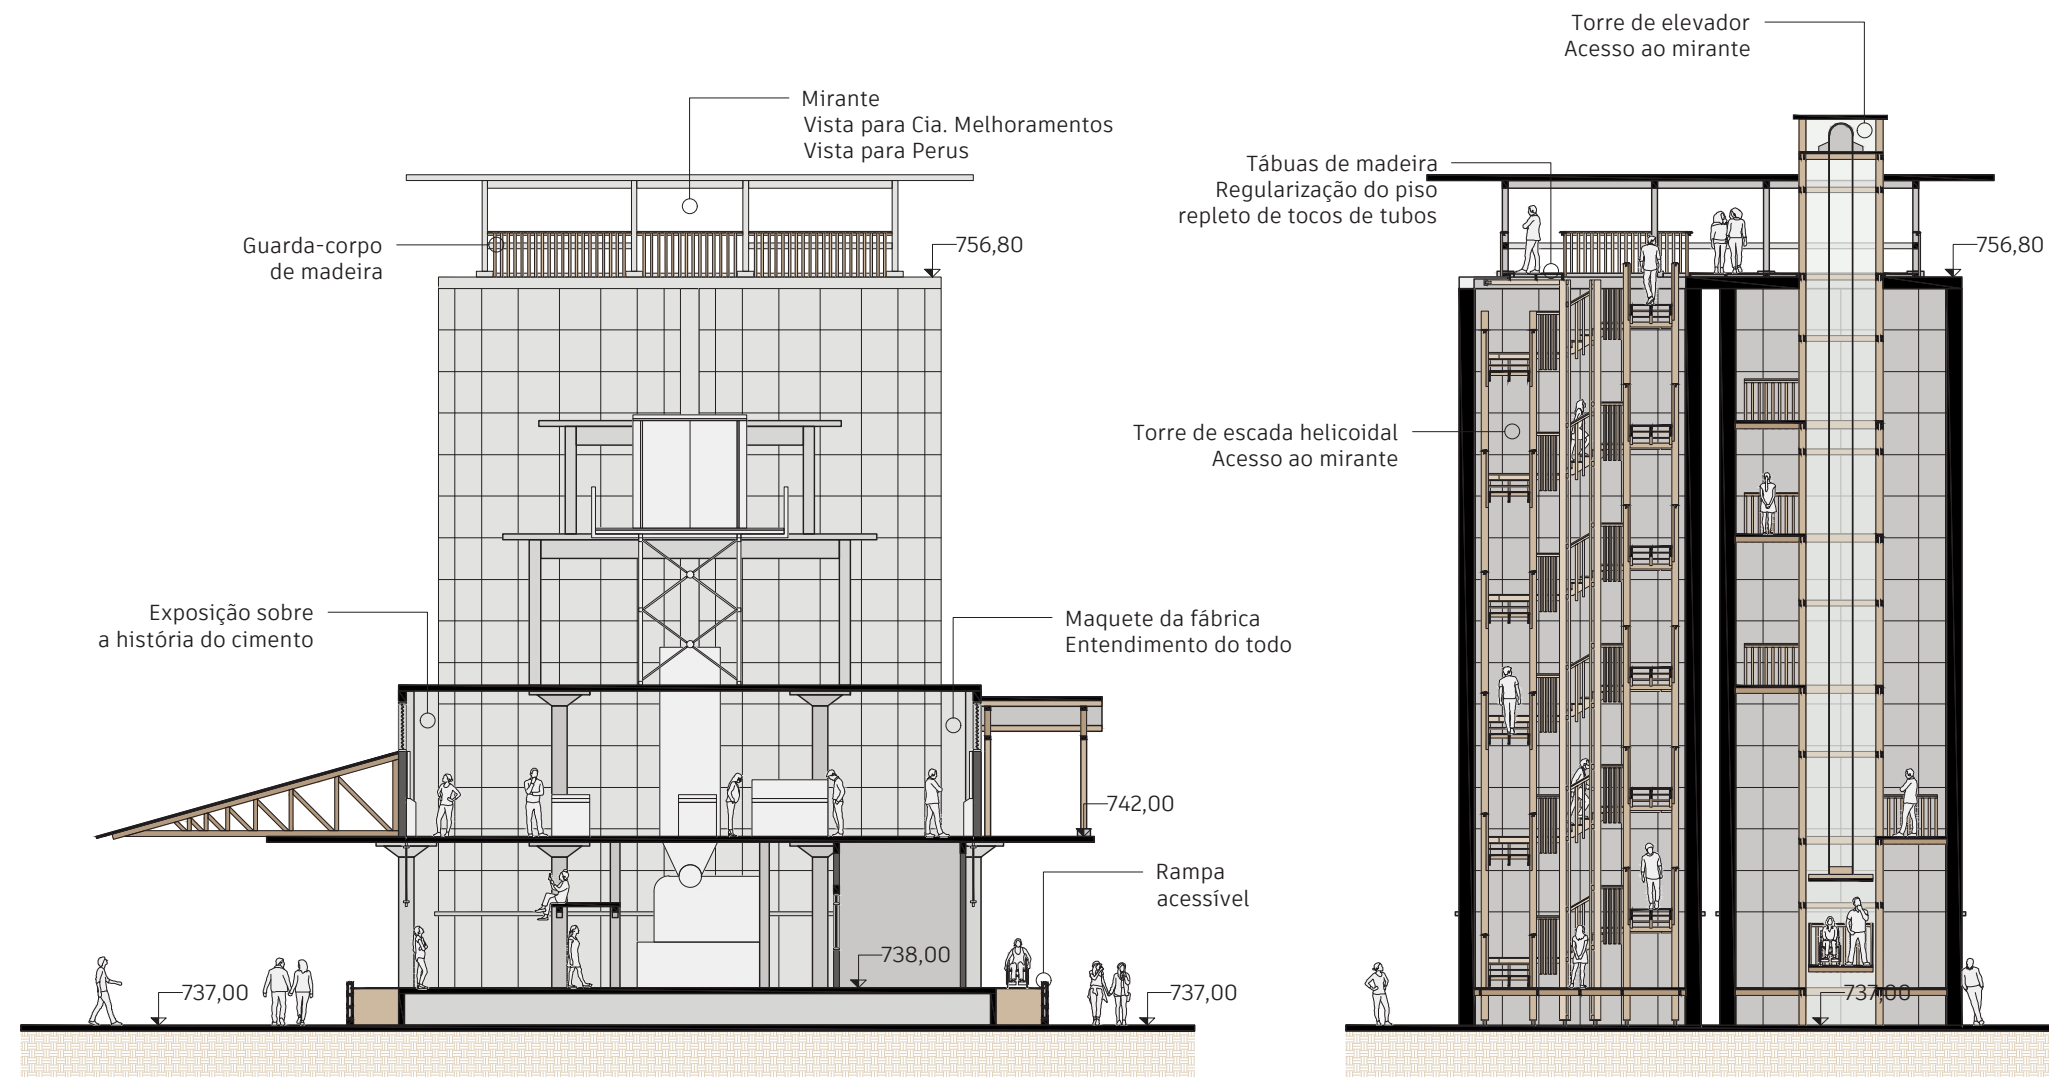 Torre de elevador
Acesso ao mirante
Mirante
Vista para Cia. Melhoramentos
Vista para Perus
Tábuas de madeira
Regularização do piso
repleto de tocos de tubos
Guarda-corpo
de madeira
756,80
756,80
Torre de escada helicoidal
Acesso ao mirante
Exposição sobre
a história do cimento
Maquete da fábrica
Entendimento do todo
742,00
Rampa
acessível
738,00
737,00
737,00
737,00